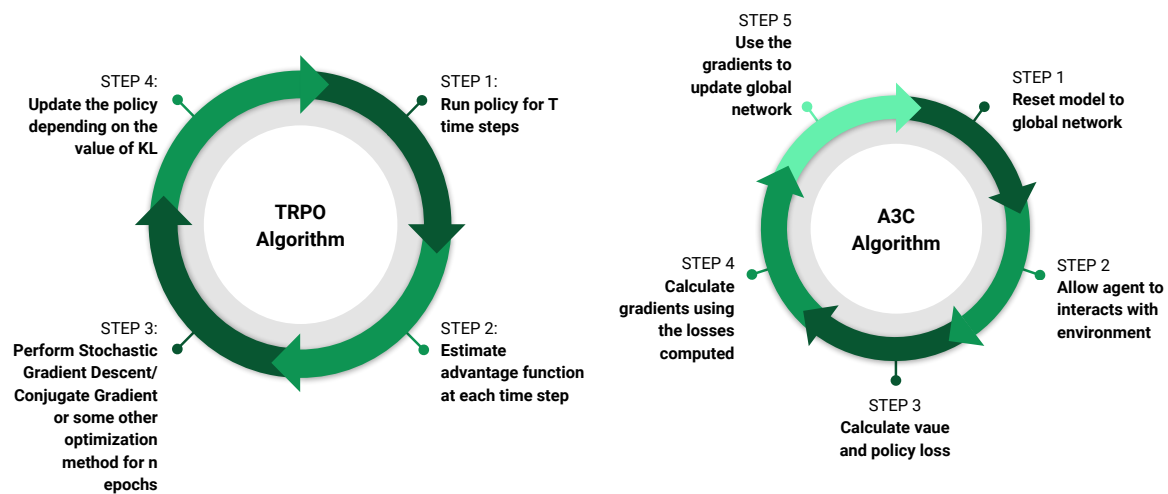 TRPO
Algorithm
STEP 1:
Run policy for T
time steps
STEP 2:
Estimate
advantage function
at each time step
STEP 3:
Perform Stochastic
Gradient Descent/
Conjugate Gradient
or some other
optimization
method for n
epochs
STEP 4:
Update the policy
depending on the
value of KL
A3C
Algorithm
STEP 1
Reset model to
global network
STEP 2
Allow agent to
interacts with
environment
STEP 3
Calculate vaue
and policy loss
STEP 4
Calculate
gradients using
the losses
computed
STEP 5
Use the
gradients to
update global
network